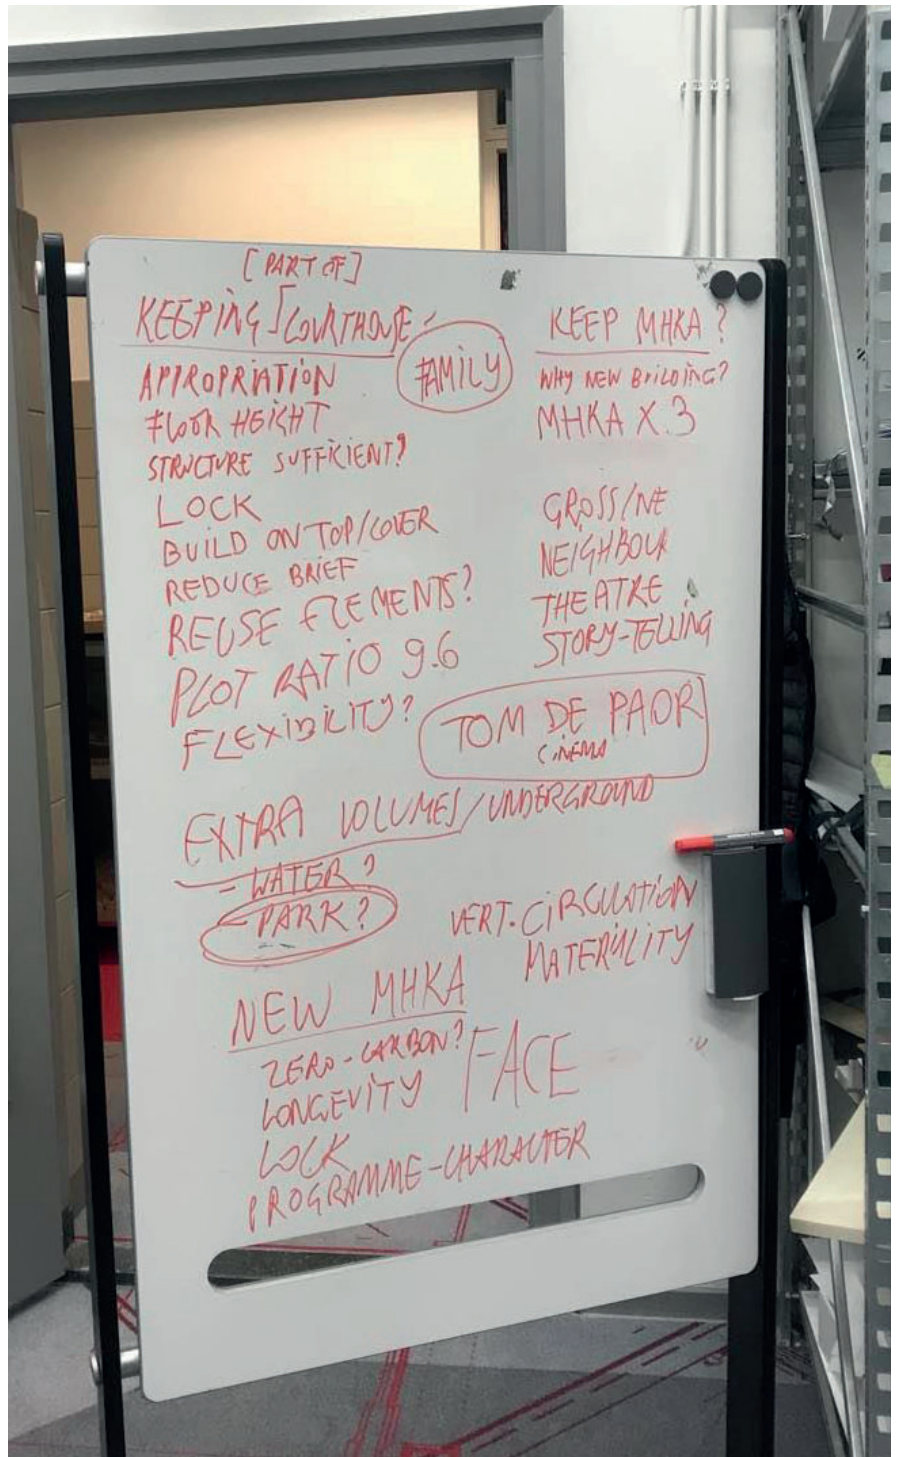 [PART OF]
KEEPING COURTHOUSE
FAMILY
APPROPRIATION
FLOOR HEIGHT
STRUCTURE SUFFICIENT?
LOCK
BUILD ON TOP/COVER
REDUCE BRIEF
REUSE ELEMENTS?
PLOT RATIO 9.6
FLEXIBILITY?
KEEP MHKA?
WHY NEW BUILDING?
MHKA X.3
GROSS/NE
NEIGHBOUR
THEATRE
STORY-TELLING
TOM DE PAOR
CINEMA
EXTRA VOLUMES/UNDERGROUND
- WATER?
- PARK?
VERT. CIRCULATION
MATERIALITY
NEW MHKA
ZERO-CARBON?
LONGEVITY
LOCK
PROGRAMME-CHARACTER
FACE